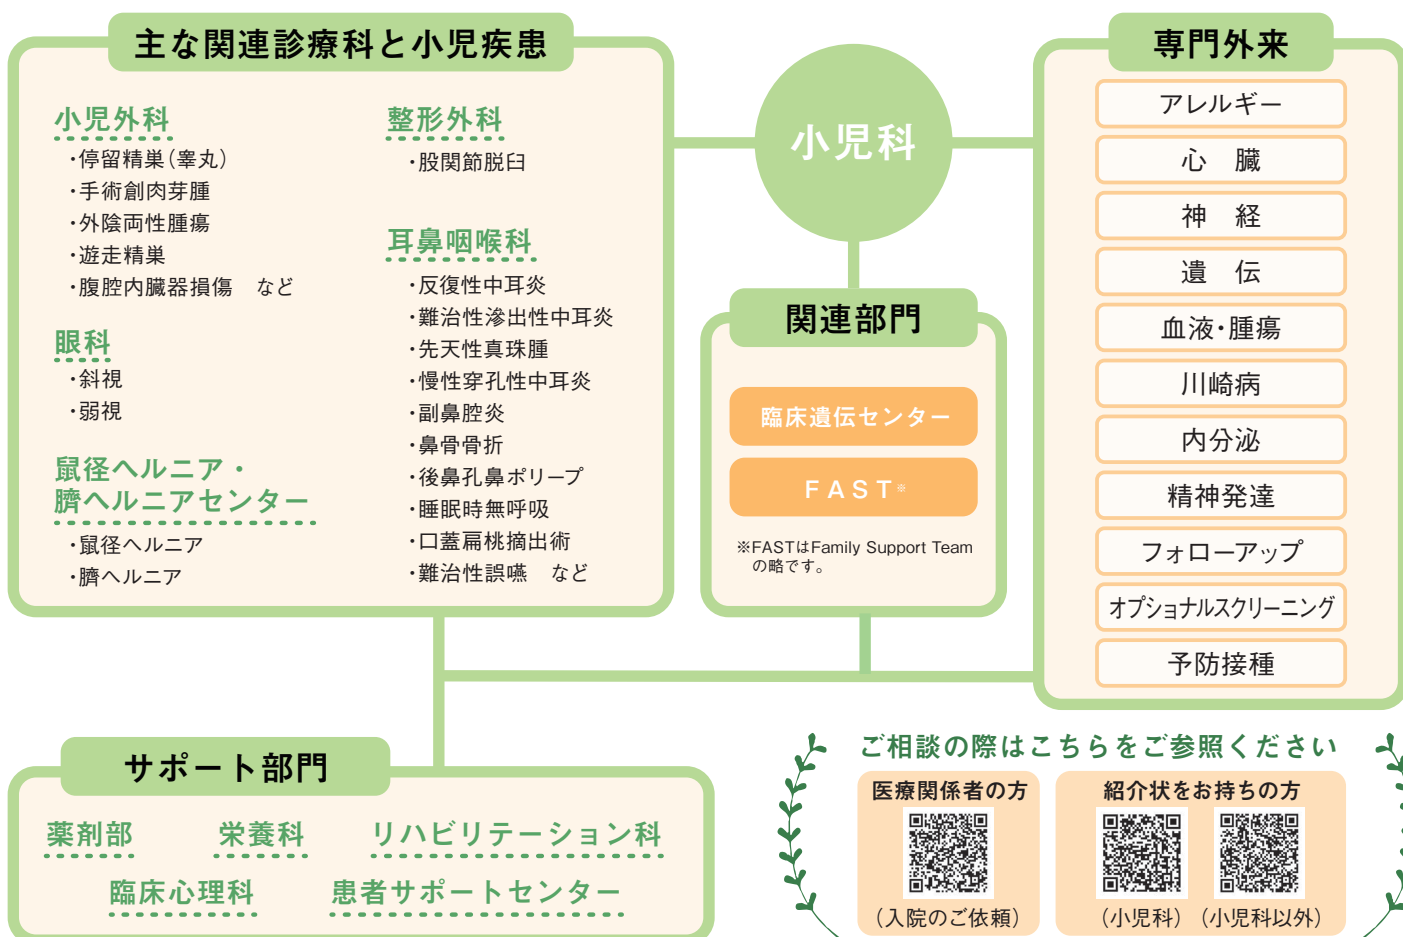 主な関連診療科と小児疾患
小児外科
・停留精巣（睾丸）
・手術創肉芽腫
・外陰両性腫瘍
・遊走精巣
・腹腔内臓器損傷　など
眼科
・斜視
・弱視
鼠径ヘルニア・
臍ヘルニアセンター
・鼠径ヘルニア
・臍ヘルニア
整形外科
・股関節脱臼
耳鼻咽喉科
・反復性中耳炎
・難治性滲出性中耳炎
・先天性真珠腫
・慢性穿孔性中耳炎
・副鼻腔炎
・鼻骨骨折
・後鼻孔鼻ポリープ
・睡眠時無呼吸
・口蓋扁桃摘出術
・難治性誤嚥　など
小児科
関連部門
臨床遺伝センター
FAST※
※FASTはFamily Support Team
の略です。
専門外来
アレルギー
心　臓
神　経
遺　伝
血液・腫瘍
川崎病
内分泌
精神発達
フォローアップ
オプショナルスクリーニング
予防接種
サポート部門
薬剤部　栄養科　リハビリテーション科
臨床心理科　患者サポートセンター
ご相談の際はこちらをご参照ください
医療関係者の方
（入院のご依頼）
紹介状をお持ちの方
（小児科）（小児科以外）